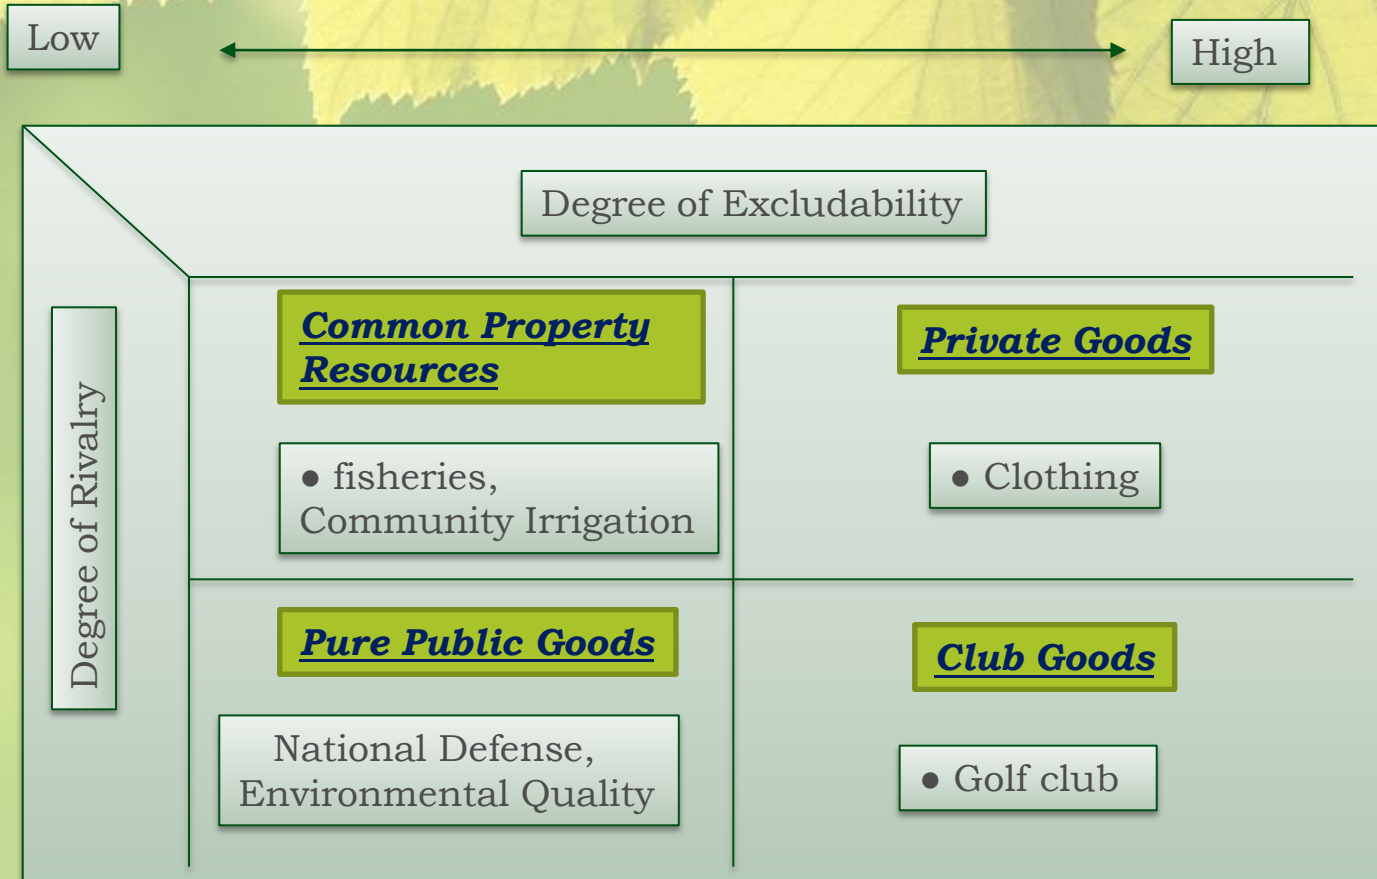 Low
High
Degree of Excludability
Degree of Rivalry
Common Property
Resources
Private Goods
● fisheries,
Community Irrigation
● Clothing
Pure Public Goods
Club Goods
National Defense,
Environmental Quality
● Golf club